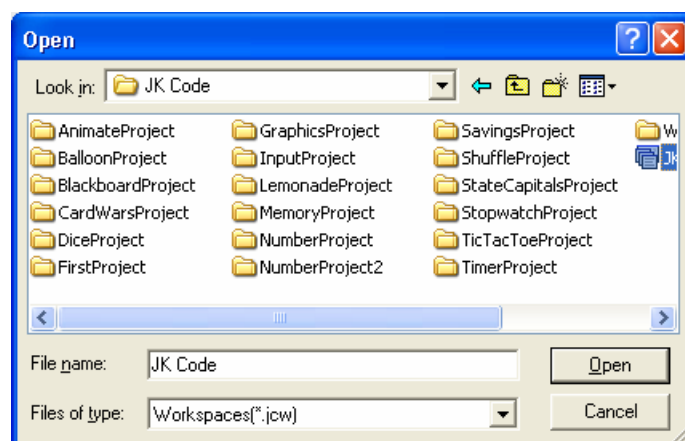 Open
Look in: JK Code
AnimateProject GraphicsProject SavingsProject W
BalloonProject InputProject ShuffleProject Jk
BlackboardProject LemonadeProject StateCapitalsProject
CardWarsProject MemoryProject StopwatchProject
DiceProject NumberProject TicTacToeProject
FirstProject NumberProject2 TimerProject
File name: JK Code Open
Files of type: Workspaces(*.jcw) Cancel